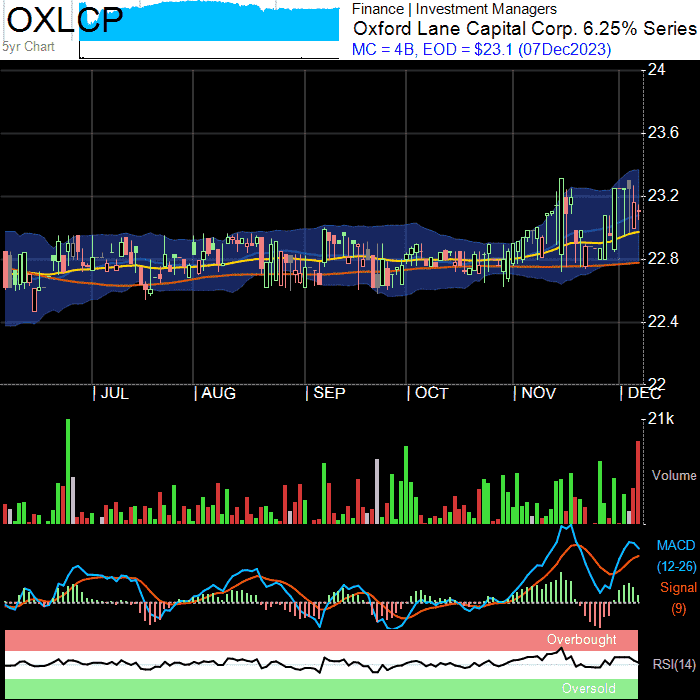 OXLCP
5yr Chart
Finance | Investment Managers
Oxford Lane Capital Corp. 6.25% Series
MC = 4B, EOD = $23.1 (07Dec2023)
24
23.6
23.2
22.8
22.4
22
JUL
AUG
SEP
OCT
NOV
DEC
21k
Volume
MACD
(12-26)
Signal
(9)
Overbought
RSI(14)
Oversold